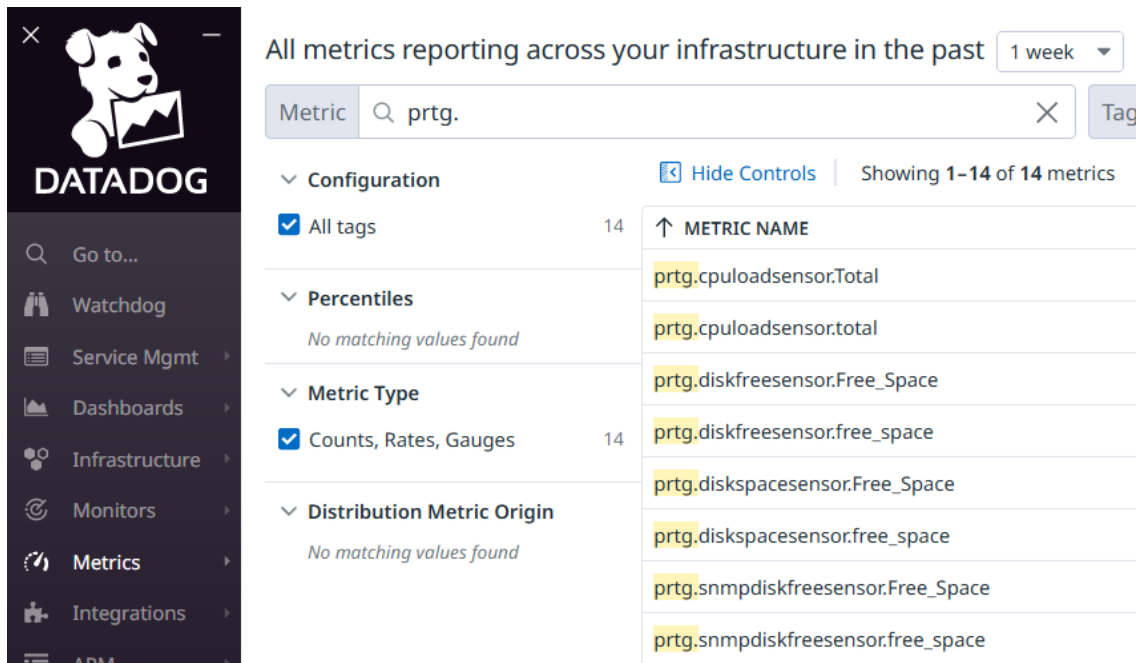 DATADOG
Go to...
Watchdog
Service Mgmt
Dashboards
Infrastructure
Monitors
Metrics
Integrations
APM
All metrics reporting across your infrastructure in the past 1 week
Metric prtg. Tag
Configuration
All tags 14
Percentiles
No matching values found
Metric Type
Counts, Rates, Gauges 14
Distribution Metric Origin
No matching values found
Hide Controls Showing 1–14 of 14 metrics
METRIC NAME
prtg.cpuloadsensor.Total
prtg.cpuloadsensor.total
prtg.diskfreesensor.Free_Space
prtg.diskfreesensor.free_space
prtg.diskspacesensor.Free_Space
prtg.diskspacesensor.free_space
prtg.snmpdiskfreesensor.Free_Space
prtg.snmpdiskfreesensor.free_space